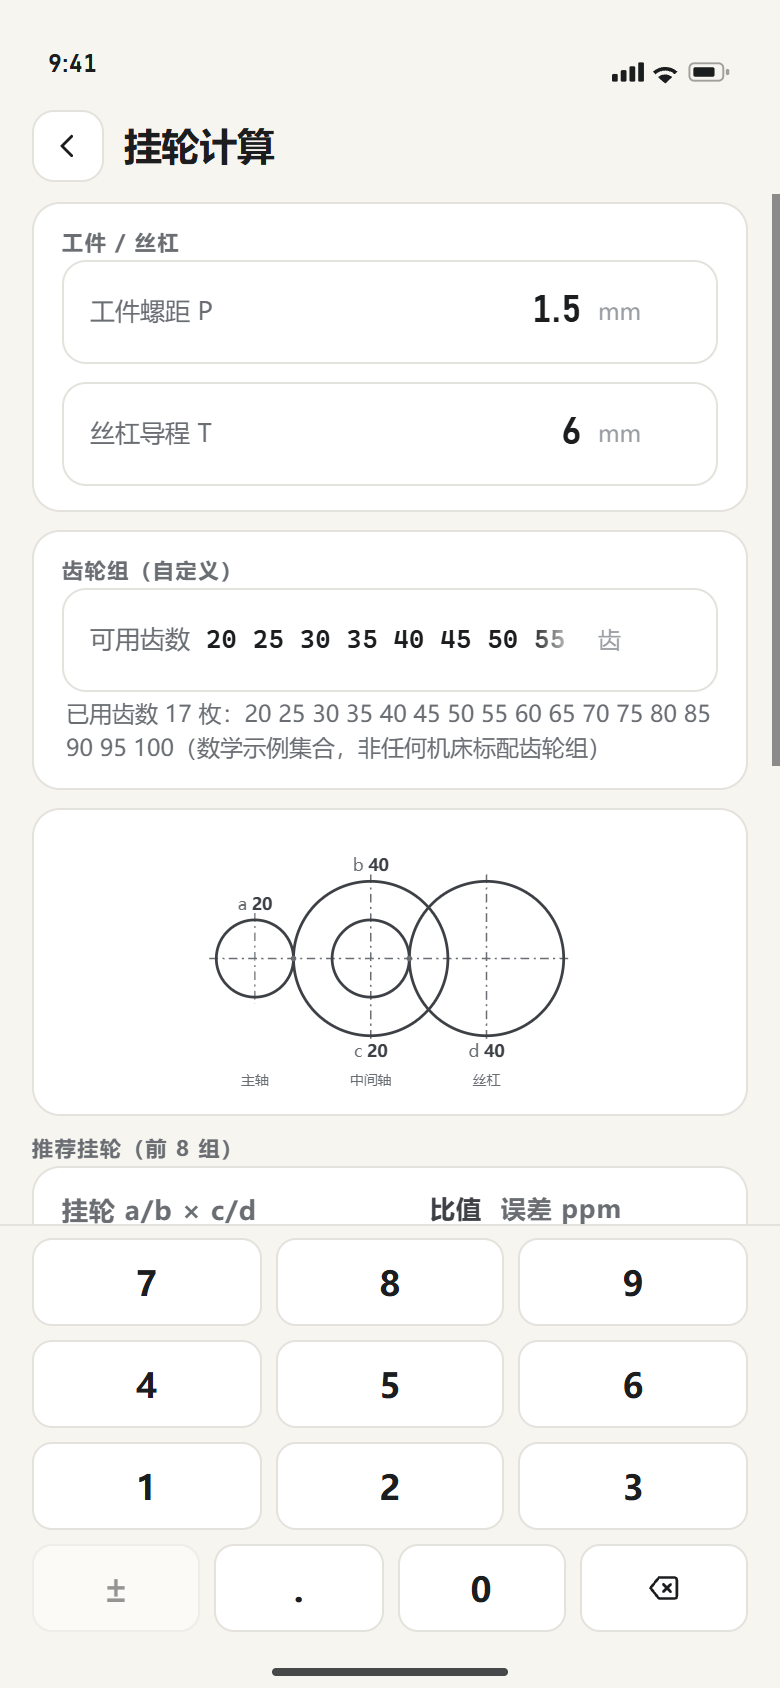 9:41
挂轮计算
工件 / 丝杠
工件螺距 P 1.5 mm
丝杠导程 T 6 mm
齿轮组（自定义）
可用齿数 20 25 30 35 40 45 50 55 齿
已用齿数 17 枚：20 25 30 35 40 45 50 55 60 65 70 75 80 85
90 95 100（数学示例集合，非任何机床标配齿轮组）
b 40
a 20
c 20 d 40
主轴 中间轴 丝杠
推荐挂轮（前 8 组）
挂轮 a/b × c/d 比值 误差 ppm
7 8 9
4 5 6
1 2 3
± . 0